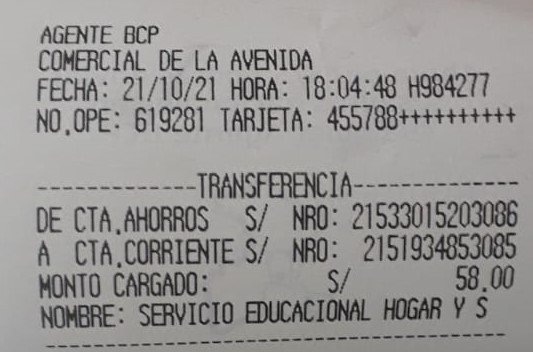 AGENTE BCP
COMERCIAL DE LA AVENIDA
FECHA: 21/10/21 HORA: 18:04:48 H984277
NO.OPE: 619281 TARJETA: 455788++++++++++
-------------TRANSFERENCIA-------------
DE CTA.AHORROS S/ NRO: 21533015203086
A CTA.CORRIENTE S/ NRO: 2151934853085
MONTO CARGADO: S/ 58.00
NOMBRE: SERVICIO EDUCACIONAL HOGAR Y S
---------------------------------------